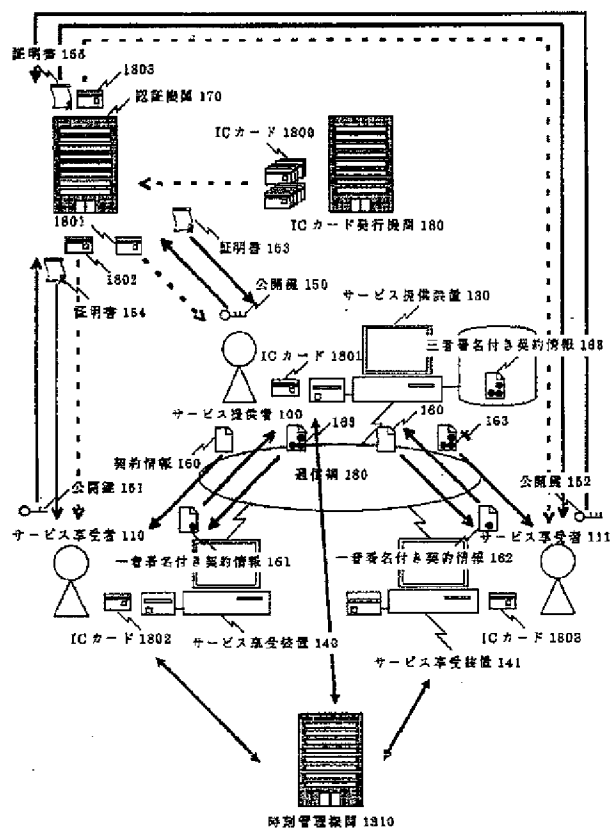 証明書 155
1803
認証機関 170
ICカード 1800
1801
ICカード発行機関 180
1802
証明書 153
証明書 154
公開鍵 150
サービス提供装置 130
三者署名付き契約情報 163
ICカード 1801
サービス提供者 100
163
160
163
契約情報 160
通信網 180
公開鍵 151
公開鍵 152
サービス享受者 110
サービス享受者 111
一者署名付き契約情報 161
一者署名付き契約情報 162
ICカード 1802
サービス享受装置 140
ICカード 1803
サービス享受装置 141
時刻管理機関 1310